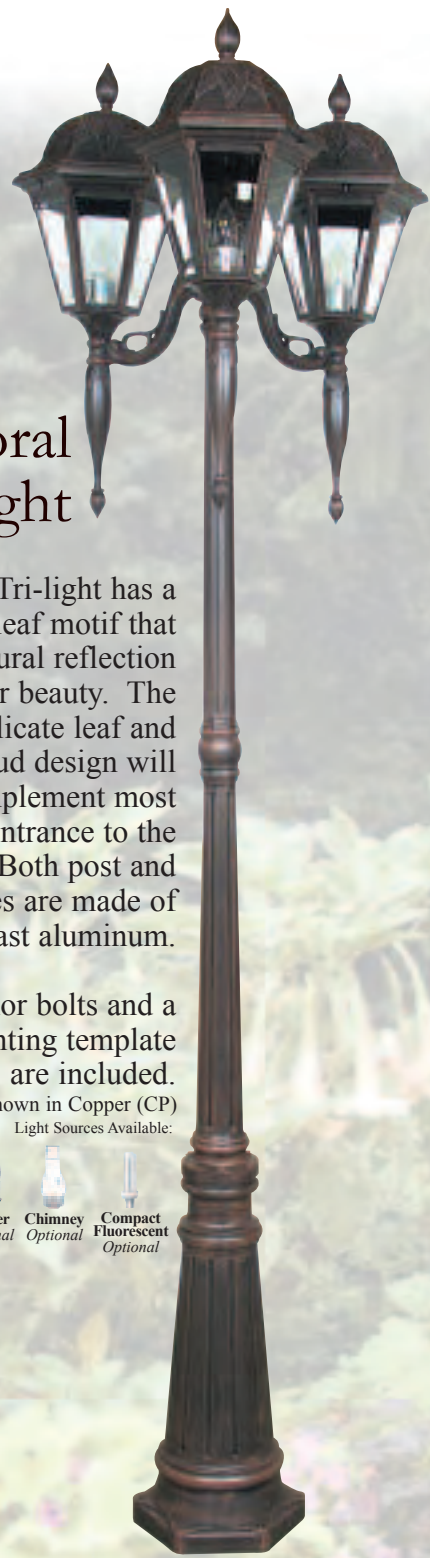 oral
ght
Tri-light has a
leaf motif that
ural reflection
r beauty. The
licate leaf and
ud design will
plement most
ntrance to the
Both post and
es are made of
ast aluminum.
or bolts and a
nting template
are included.
hown in Copper (CP)
Light Sources Available:
er Chimney Compact
nal Optional Fluorescent
Optional